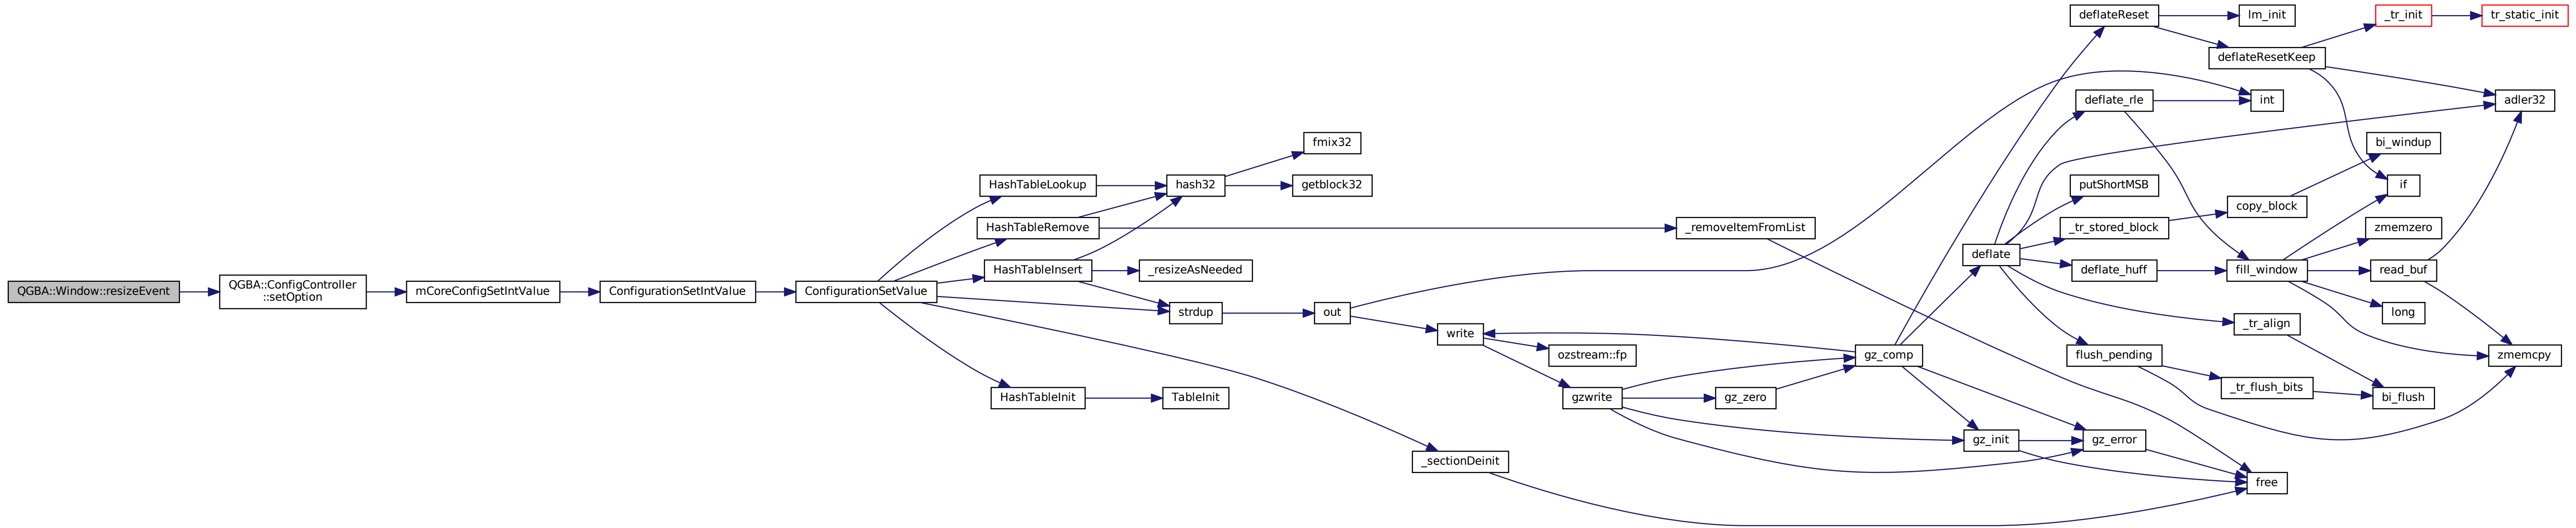 QGBA::Window::resizeEvent
QGBA::ConfigController
::setOption
mCoreConfigSetIntValue
ConfigurationSetIntValue
ConfigurationSetValue
HashTableLookup
HashTableRemove
HashTableInsert
HashTableInit
hash32
_resizeAsNeeded
strdup
TableInit
fmix32
getblock32
out
_sectionDeinit
write
ozstream::fp
gzwrite
_removeItemFromList
gz_zero
gz_comp
deflate
gz_init
deflateReset
deflate_rle
putShortMSB
_tr_stored_block
deflate_huff
flush_pending
gz_error
lm_init
deflateResetKeep
int
copy_block
fill_window
_tr_align
_tr_flush_bits
free
_tr_init
bi_windup
if
zmemzero
read_buf
long
bi_flush
tr_static_init
adler32
zmemcpy